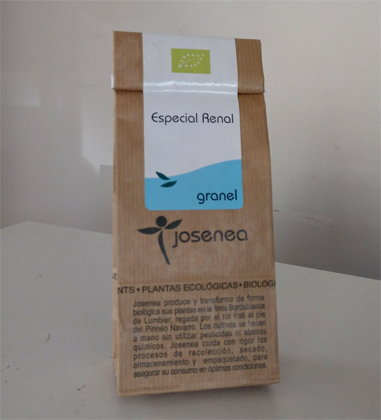 Especial Renal
granel
josenea
NTS • PLANTAS ECOLÓGICAS • BIOLOGI
Josenea produce y transforma de forma
biológica sus plantas en la finca Bordablanca
de Lumbier, regada por el río Irati al pie
del Pirineo Navarro. Los cultivos se hacen
a mano sin utilizar pesticidas ni abonos
químicos. Josenea cuida con rigor los
procesos de recolección, secado,
almacenamiento y empaquetado, para
asegurar su consumo en óptimas condiciones.